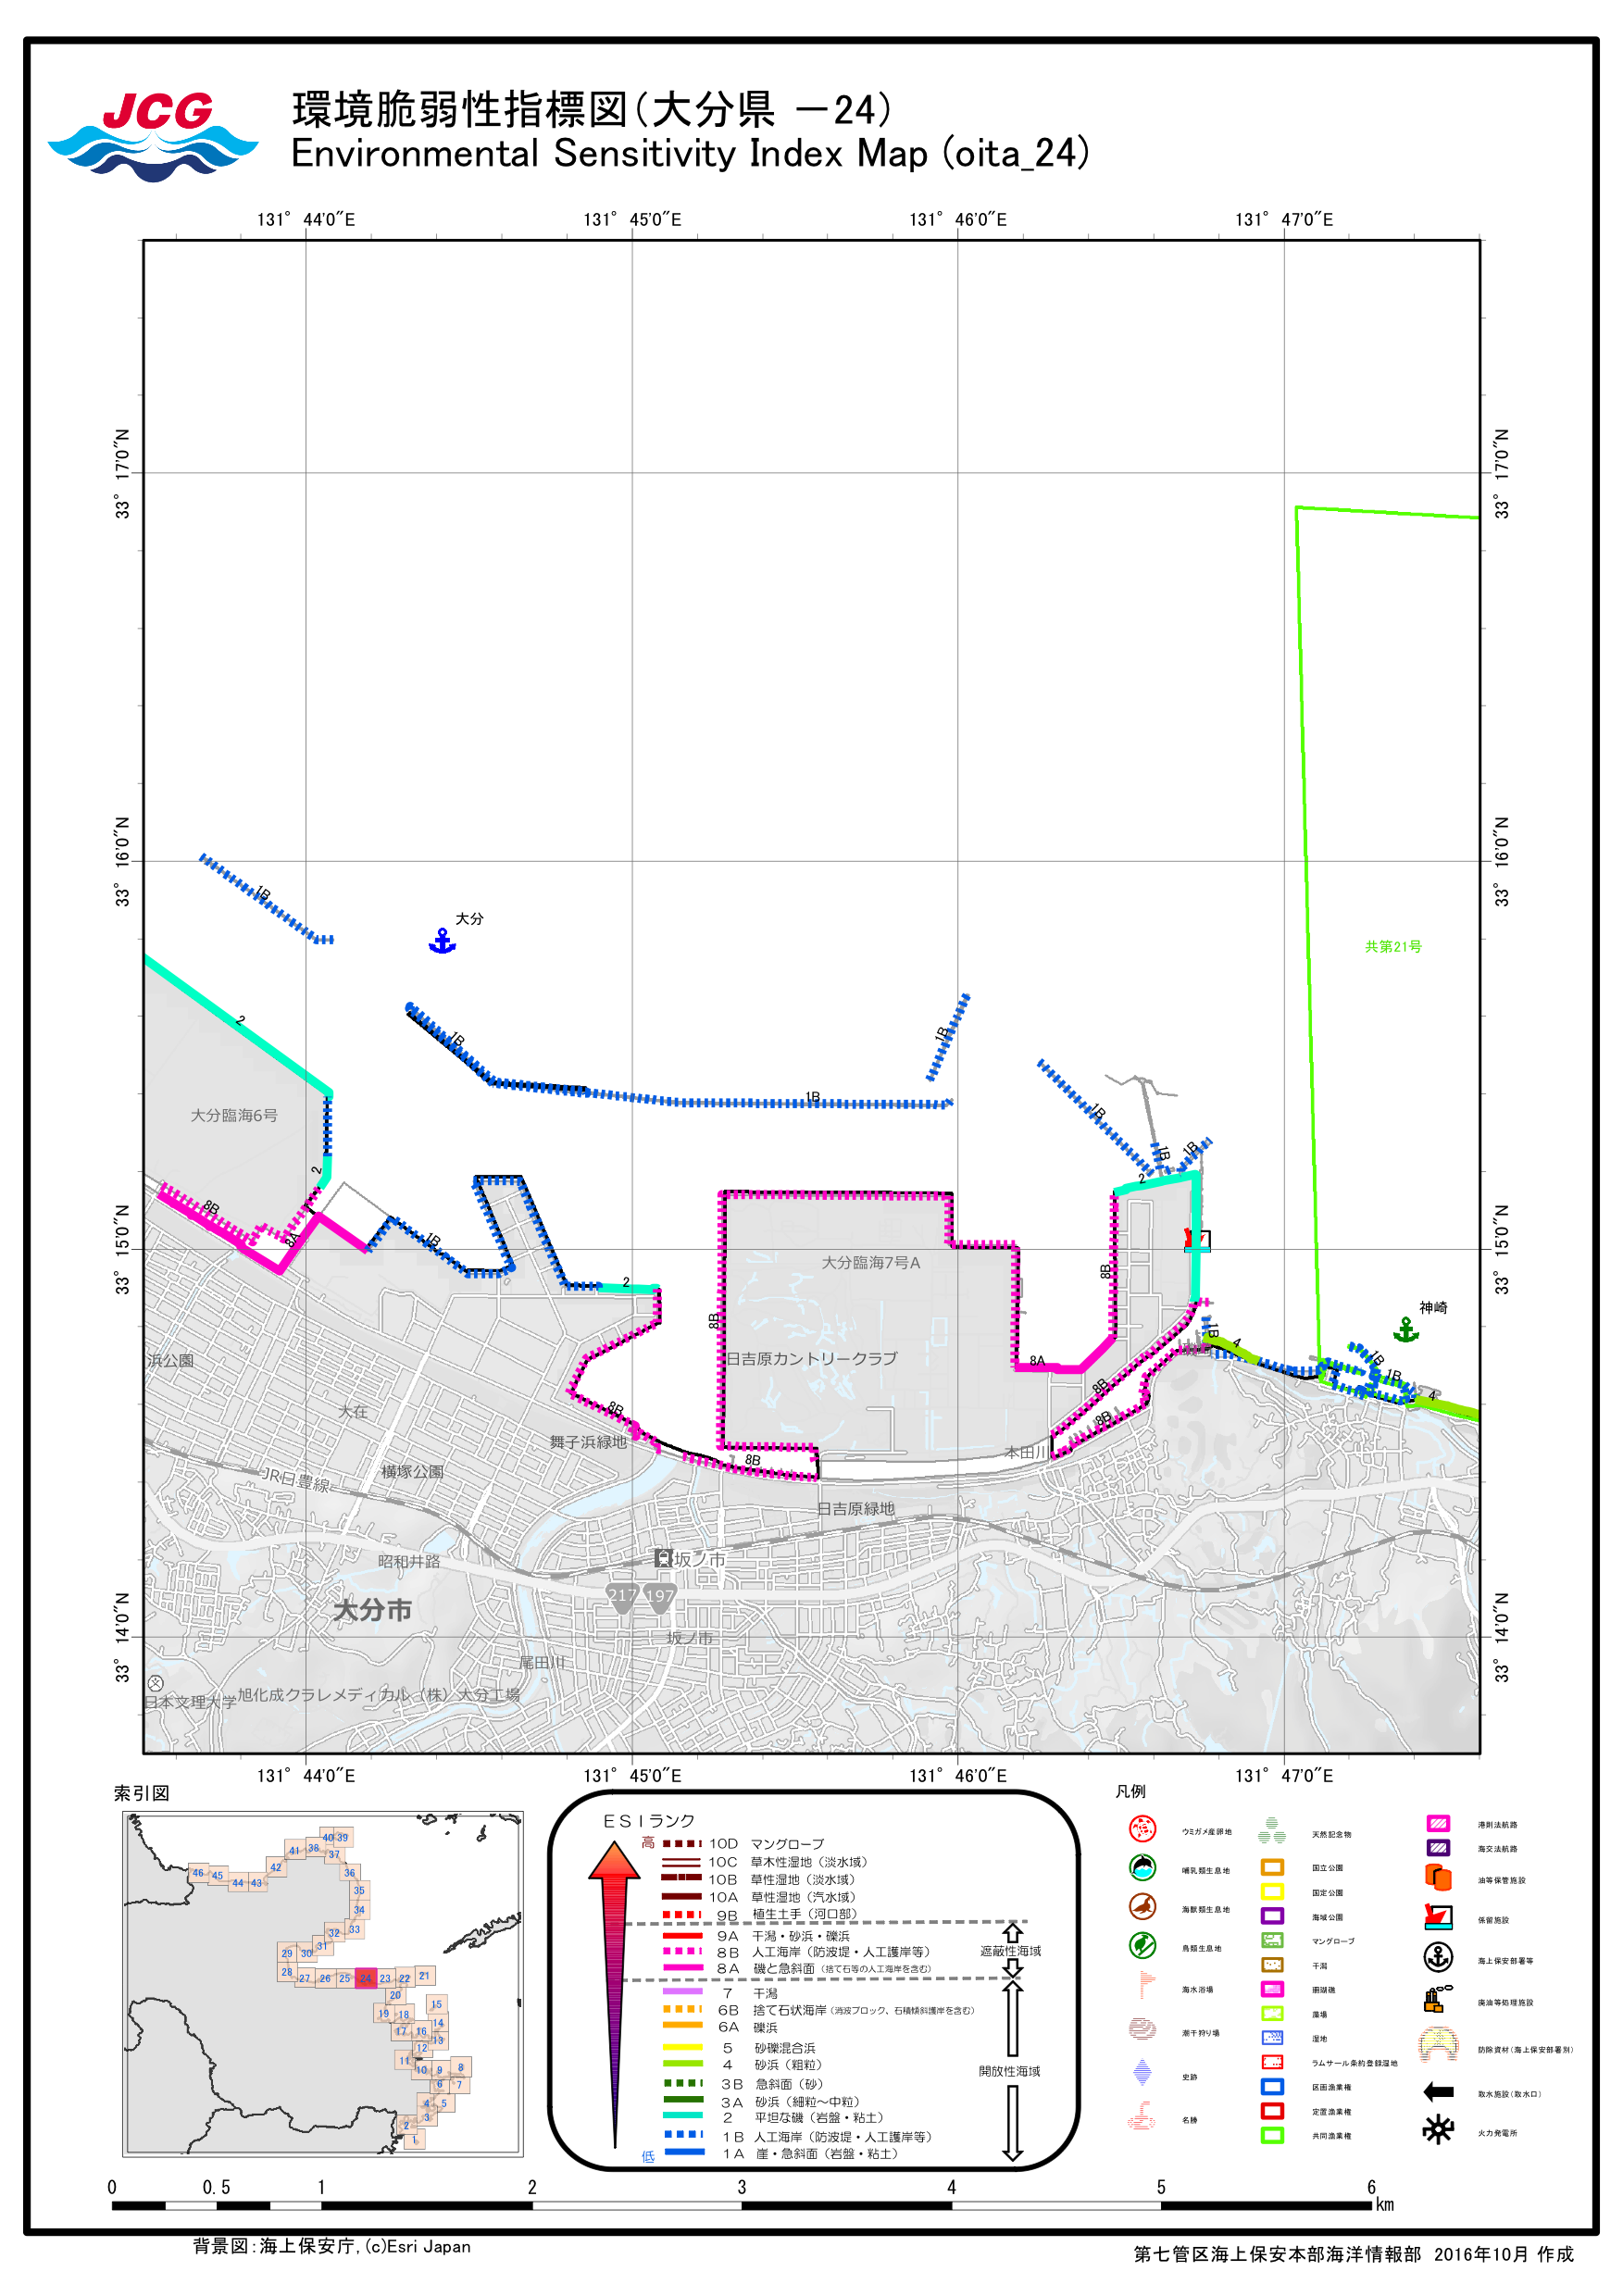 JCG
環境脆弱性指標図（大分県 －24）
Environmental Sensitivity Index Map (oita_24)
131° 44'0"E
131° 45'0"E
131° 46'0"E
131° 47'0"E
33° 17'0"N
33° 17'0"N
33° 16'0"N
33° 16'0"N
1B
大分
共第21号
2
1B
1B
1B
大分臨海6号
1B
1B
1B
2
2
8B
8A
1B
33° 15'0"N
大分臨海7号A
8B
33° 15'0"N
2
神崎
8B
1B
4
浜公園
日吉原カントリークラブ
8A
1B
1B
4
大在
8B
8B
8B
舞子浜緑地
本田川
8B
JR日豊線
横塚公園
日吉原緑地
昭和井路
坂ノ市
217
197
大分市
坂ノ市
33° 14'0"N
33° 14'0"N
尾田川
日本文理大学
旭化成クラレメディカル（株）大分工場
131° 44'0"E
131° 45'0"E
131° 46'0"E
131° 47'0"E
索引図
40
39
41
38
37
42
46
45
44
43
36
35
34
33
32
31
30
29
28
27
26
25
24
23
22
21
20
19
18
17
16
15
14
13
12
11
10
9
8
7
6
5
4
3
2
1
ＥＳＩランク
高
10D マングローブ
10C 草木性湿地（淡水域）
10B 草性湿地（淡水域）
10A 草性湿地（汽水域）
9B 植生土手（河口部）
9A 干潟・砂浜・礫浜
8B 人工海岸（防波堤・人工護岸等）
8A 磯と急斜面（捨て石等の人工海岸を含む）
7 干潟
6B 捨て石状海岸（消波ブロック、石積傾斜護岸を含む）
6A 礫浜
5 砂礫混合浜
4 砂浜（粗粒）
3B 急斜面（砂）
3A 砂浜（細粒～中粒）
2 平坦な磯（岩盤・粘土）
1B 人工海岸（防波堤・人工護岸等）
1A 崖・急斜面（岩盤・粘土）
低
遮蔽性海域
開放性海域
凡例
ウミガメ産卵地
哺乳類生息地
海獣類生息地
鳥類生息地
海水浴場
潮干狩り場
史跡
名勝
天然記念物
国立公園
国定公園
海域公園
マングローブ
干潟
珊瑚礁
藻場
湿地
ラムサール条約登録湿地
区画漁業権
定置漁業権
共同漁業権
港則法航路
海交法航路
油等保管施設
保留施設
海上保安部署等
廃油等処理施設
防除資材（海上保安部署別）
取水施設（取水口）
火力発電所
0
0.5
1
2
3
4
5
6
km
背景図：海上保安庁, (c)Esri Japan
第七管区海上保安本部海洋情報部 2016年10月 作成